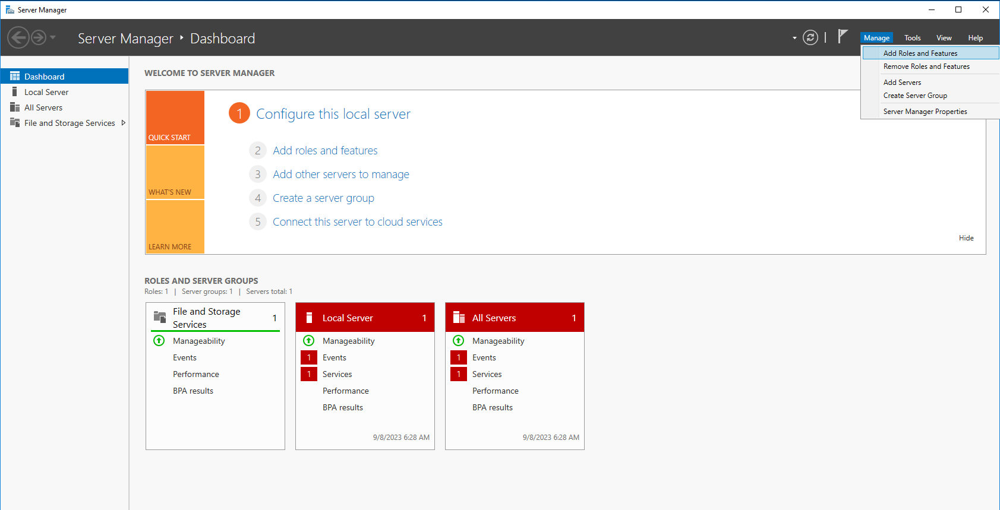 Server Manager
Server Manager ‣ Dashboard
Manage Tools View Help
Add Roles and Features
Remove Roles and Features
Add Servers
Create Server Group
Server Manager Properties
Dashboard
Local Server
All Servers
File and Storage Services
WELCOME TO SERVER MANAGER
QUICK START
WHAT'S NEW
LEARN MORE
1 Configure this local server
2 Add roles and features
3 Add other servers to manage
4 Create a server group
5 Connect this server to cloud services
Hide
ROLES AND SERVER GROUPS
Roles: 1 | Server groups: 1 | Servers total: 1
File and Storage
Services 1
Manageability
Events
Performance
BPA results
Local Server 1
Manageability
1 Events
1 Services
Performance
BPA results
9/8/2023 6:28 AM
All Servers 1
Manageability
1 Events
1 Services
Performance
BPA results
9/8/2023 6:28 AM